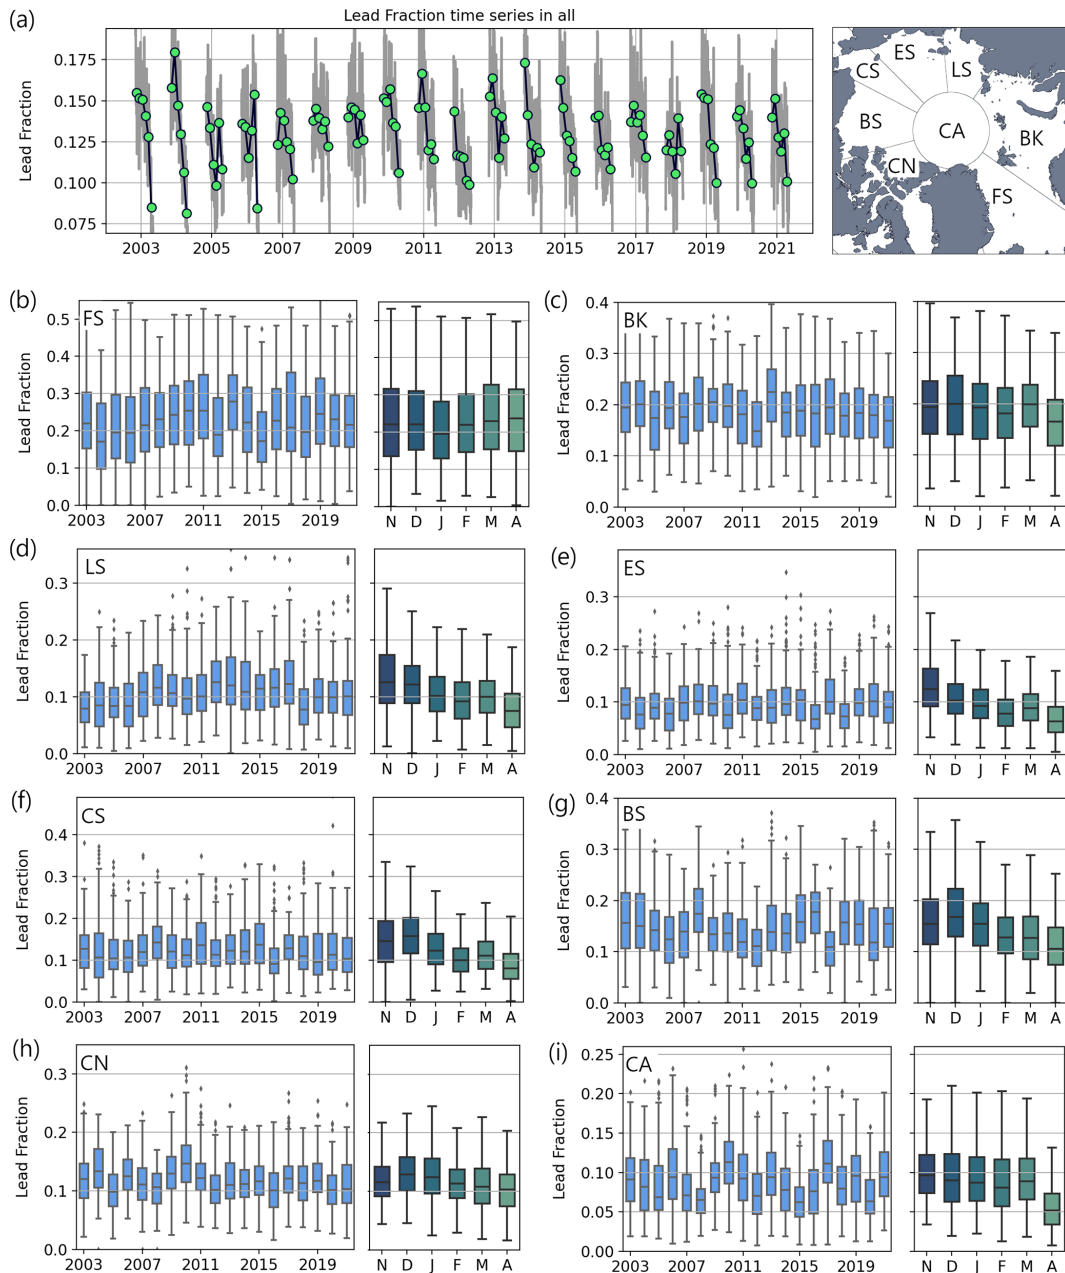 (a)
Lead Fraction time series in all
Lead Fraction
0.175
0.150
0.125
0.100
0.075
2003 2005 2007 2009 2011 2013 2015 2017 2019 2021
ES
LS
CS
BS
CA
BK
CN
FS
(b)
FS
Lead Fraction
0.5
0.4
0.3
0.2
0.1
0.0
2003 2007 2011 2015 2019
N D J F M A
(c)
BK
Lead Fraction
0.4
0.3
0.2
0.1
0.0
2003 2007 2011 2015 2019
N D J F M A
(d)
LS
Lead Fraction
0.3
0.2
0.1
0.0
2003 2007 2011 2015 2019
N D J F M A
(e)
ES
Lead Fraction
0.3
0.2
0.1
0.0
2003 2007 2011 2015 2019
N D J F M A
(f)
CS
Lead Fraction
0.4
0.3
0.2
0.1
0.0
2003 2007 2011 2015 2019
N D J F M A
(g)
BS
Lead Fraction
0.4
0.3
0.2
0.1
0.0
2003 2007 2011 2015 2019
N D J F M A
(h)
CN
Lead Fraction
0.3
0.2
0.1
0.0
2003 2007 2011 2015 2019
N D J F M A
(i)
CA
Lead Fraction
0.25
0.20
0.15
0.10
0.05
0.00
2003 2007 2011 2015 2019
N D J F M A